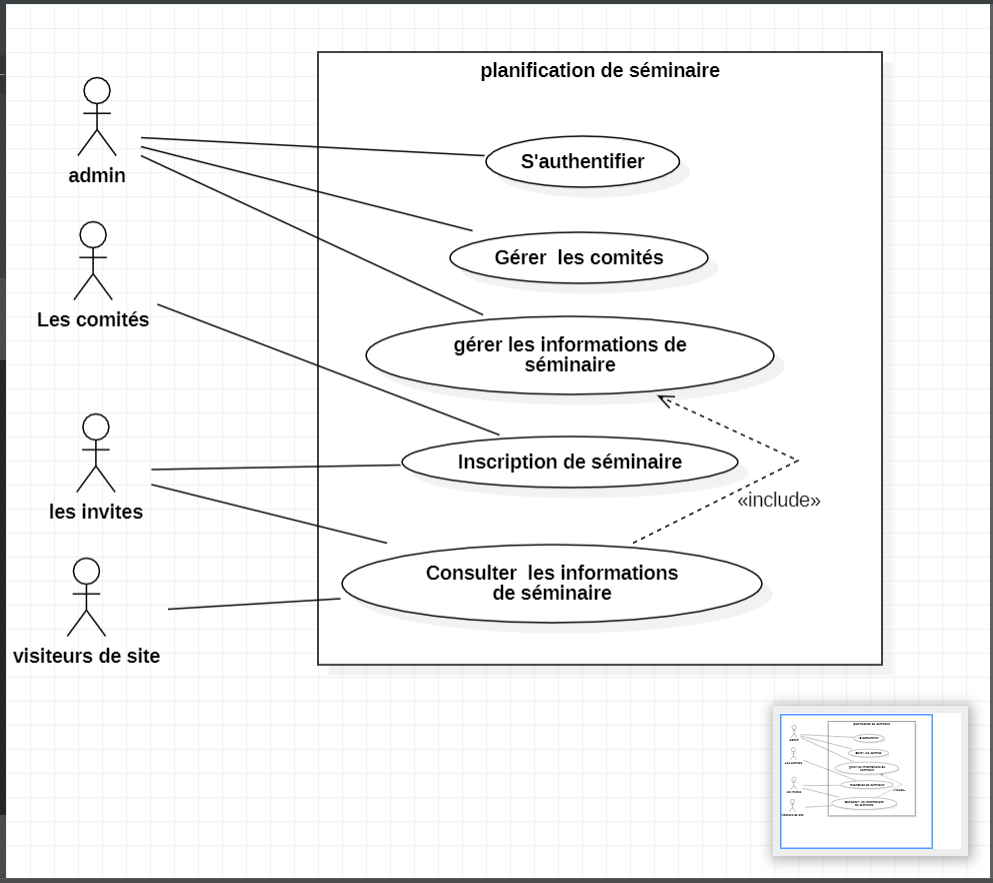 planification de séminaire
admin
S'authentifier
Gérer  les comités
Les comités
gérer les informations de
séminaire
Inscription de séminaire
les invites
«include»
Consulter  les informations
de séminaire
visiteurs de site